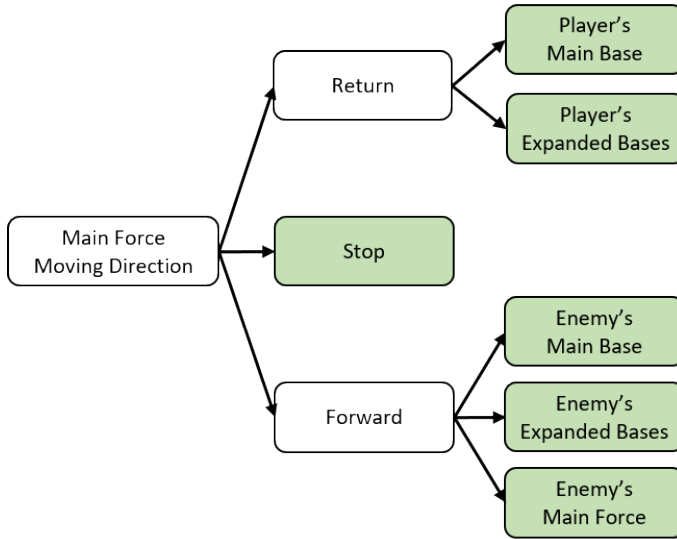 Player’s
Main Base
Return
Player’s
Expanded Bases
Main Force
Moving Direction
Stop
Enemy’s
Main Base
Forward
Enemy’s
Expanded Bases
Enemy’s
Main Force